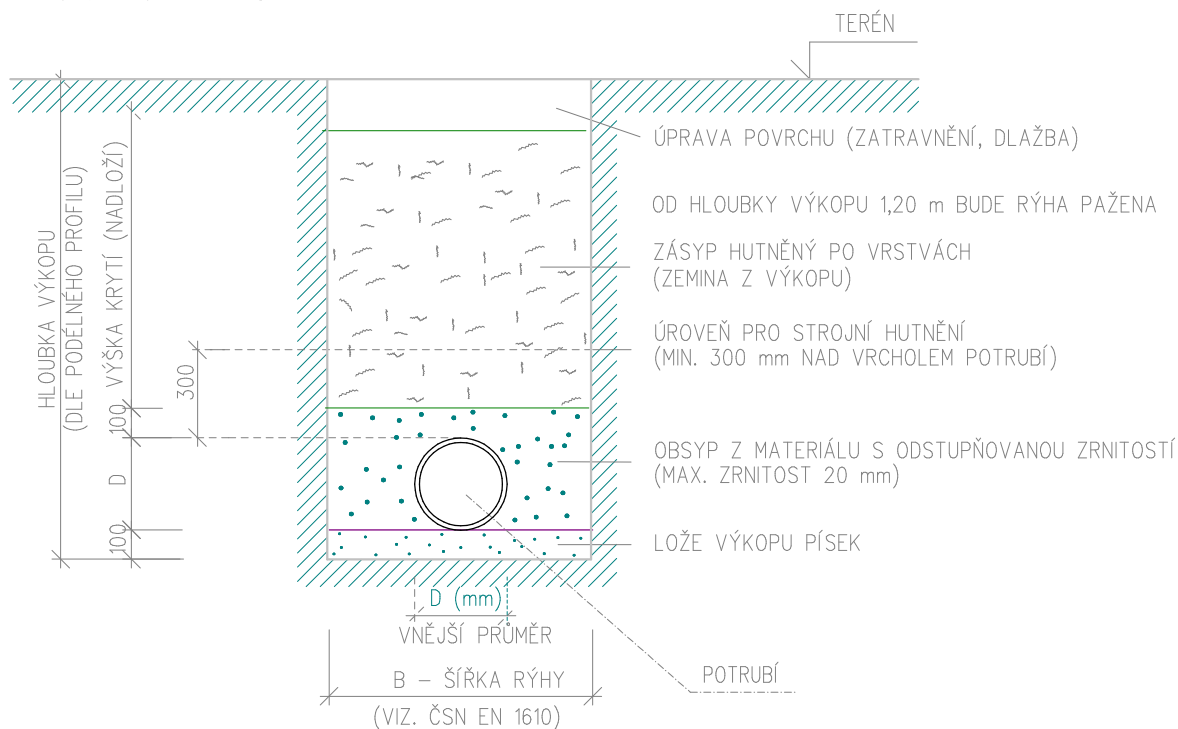 TERÉN
ÚPRAVA POVRCHU (ZATRAVNĚNÍ, DLAŽBA)
OD HLOUBKY VÝKOPU 1,20 m BUDE RÝHA PAŽENA
ZÁSYP HUTNĚNÝ PO VRSTVÁCH
(ZEMINA Z VÝKOPU)
ÚROVEŇ PRO STROJNÍ HUTNĚNÍ
(MIN. 300 mm NAD VRCHOLEM POTRUBÍ)
OBSYP Z MATERIÁLU S ODSTUPŇOVANOU ZRNITOSTÍ
(MAX. ZRNITOST 20 mm)
LOŽE VÝKOPU PÍSEK
POTRUBÍ
HLOUBKA VÝKOPU
(DLE PODÉLNÉHO PROFILU)
VÝŠKA KRYTÍ (NADLOŽÍ)
300
100
D
100
D (mm)
VNĚJŠÍ PRŮMĚR
B – ŠÍŘKA RÝHY
(VIZ. ČSN EN 1610)